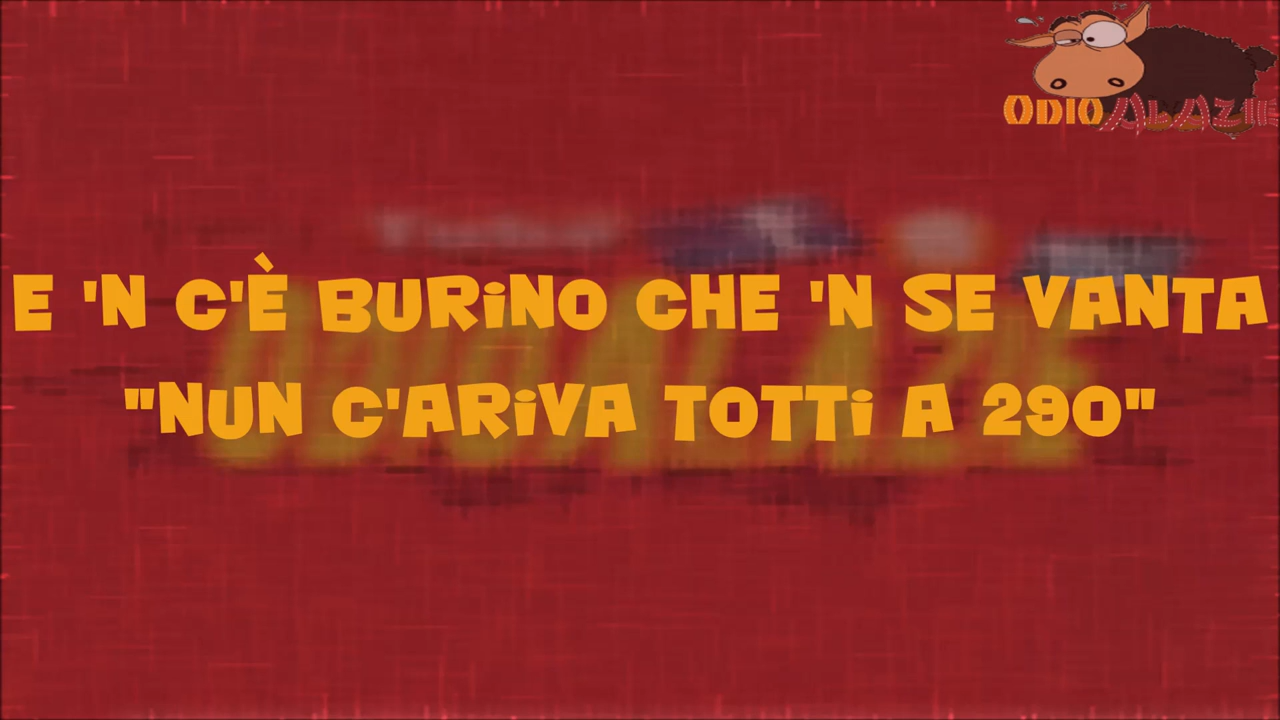 ODIOALAZIE
E 'N C'È BURINO CHE 'N SE VANTA
"NUN C'ARIVA TOTTI A 290"